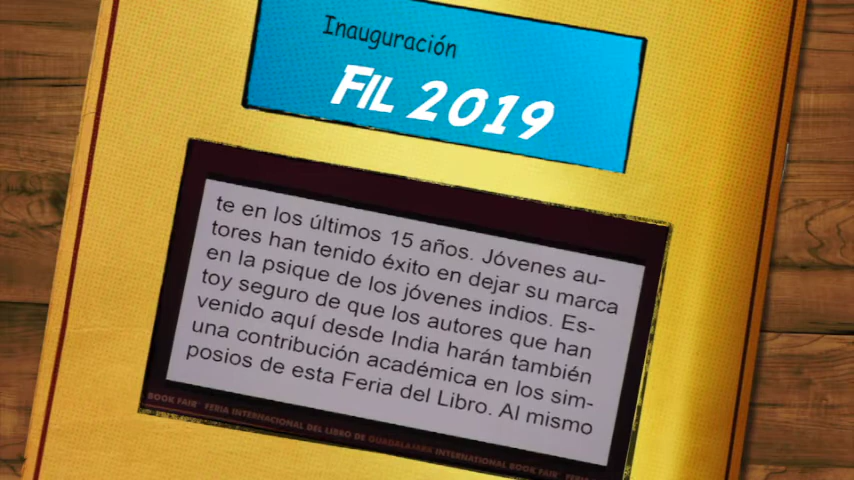 Inauguración
FIL 2019
te en los últimos 15 años. Jóvenes au-
tores han tenido éxito en dejar su marca
en la psique de los jóvenes indios. Es-
toy seguro de que los autores que han
venido aquí desde India harán también
una contribución académica en los sim-
posios de esta Feria del Libro. Al mismo
BOOK FAIR FERIA INTERNACIONAL DEL LIBRO DE GUADALAJARA INTERNATIONAL BOOK FAIR FERIA